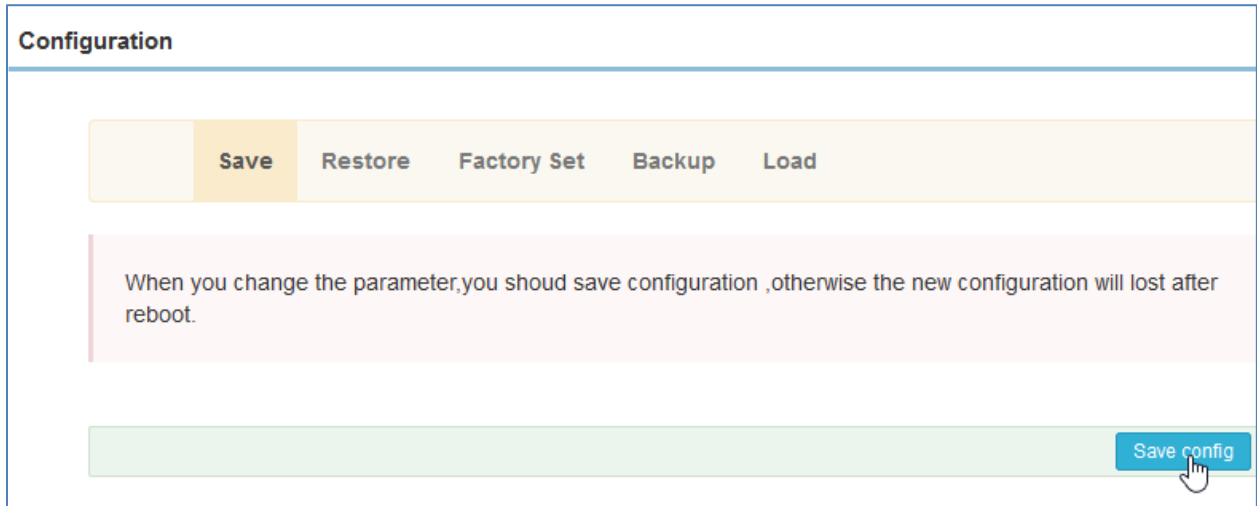 Configuration
Save Restore Factory Set Backup Load
When you change the parameter,you shoud save configuration ,otherwise the new configuration will lost after
reboot.
Save config